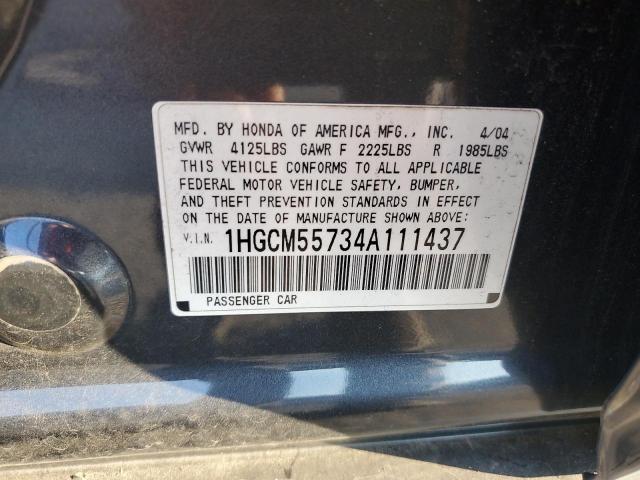 MFD. BY HONDA OF AMERICA MFG., INC. 4/04
GVWR 4125LBS GAWR F 2225LBS R 1985LBS
THIS VEHICLE CONFORMS TO ALL APPLICABLE
FEDERAL MOTOR VEHICLE SAFETY, BUMPER,
AND THEFT PREVENTION STANDARDS IN EFFECT
ON THE DATE OF MANUFACTURE SHOWN ABOVE:
V.I.N. 1HGCM55734A111437
PASSENGER CAR